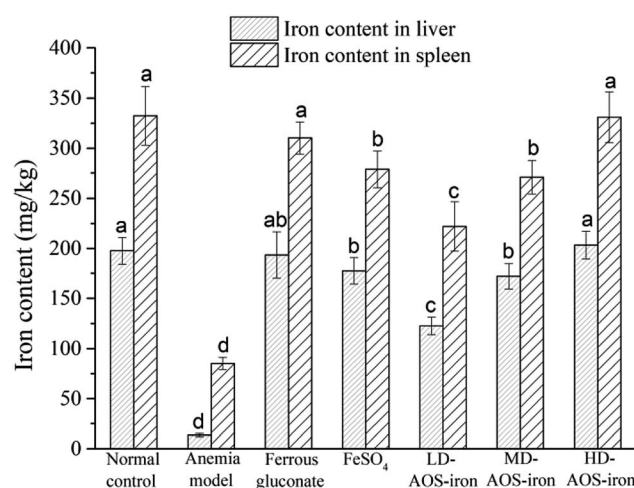 Iron content in liver
Iron content in spleen
Iron content (mg/kg)
400
350
300
250
200
150
100
50
0
a
a
d
d
ab
a
b
b
c
c
b
b
a
a
Normal control
Anemia model
Ferrous gluconate
FeSO₄
LD-AOS-iron
MD-AOS-iron
HD-AOS-iron